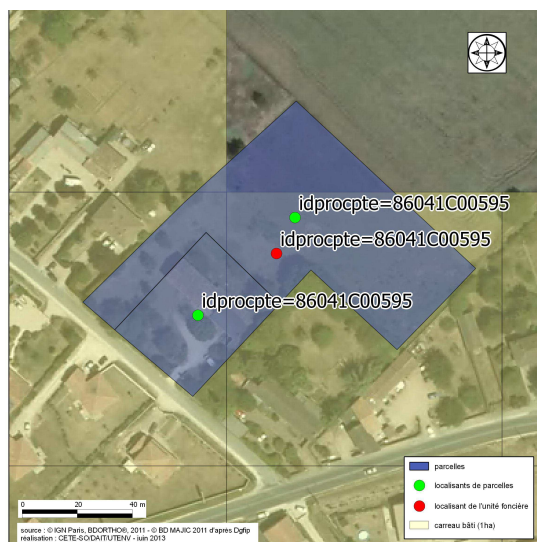 idprocpte=86041C00595
idprocpte=86041C00595
idprocpte=86041C00595
parcelles
localisants de parcelles
localisant de l'unité foncière
carreau bâti (1ha)
0 20 40 m
source : © IGN Paris, BDORTHO®, 2011 - © BD MAJIC 2011 d'après Dgfip
réalisation : CETE-SO/DAIT/UTENV - juin 2013